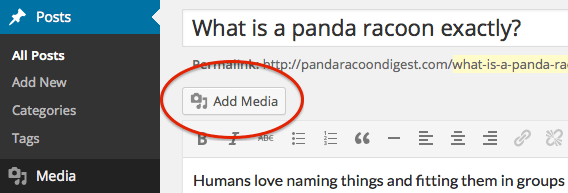 Posts
All Posts
Add New
Categories
Tags
Media
What is a panda racoon exactly?
Permalink: http://pandaracoondigest.com/what-is-a-panda-rac
Add Media
B I ABC
Humans love naming things and fitting them in groups